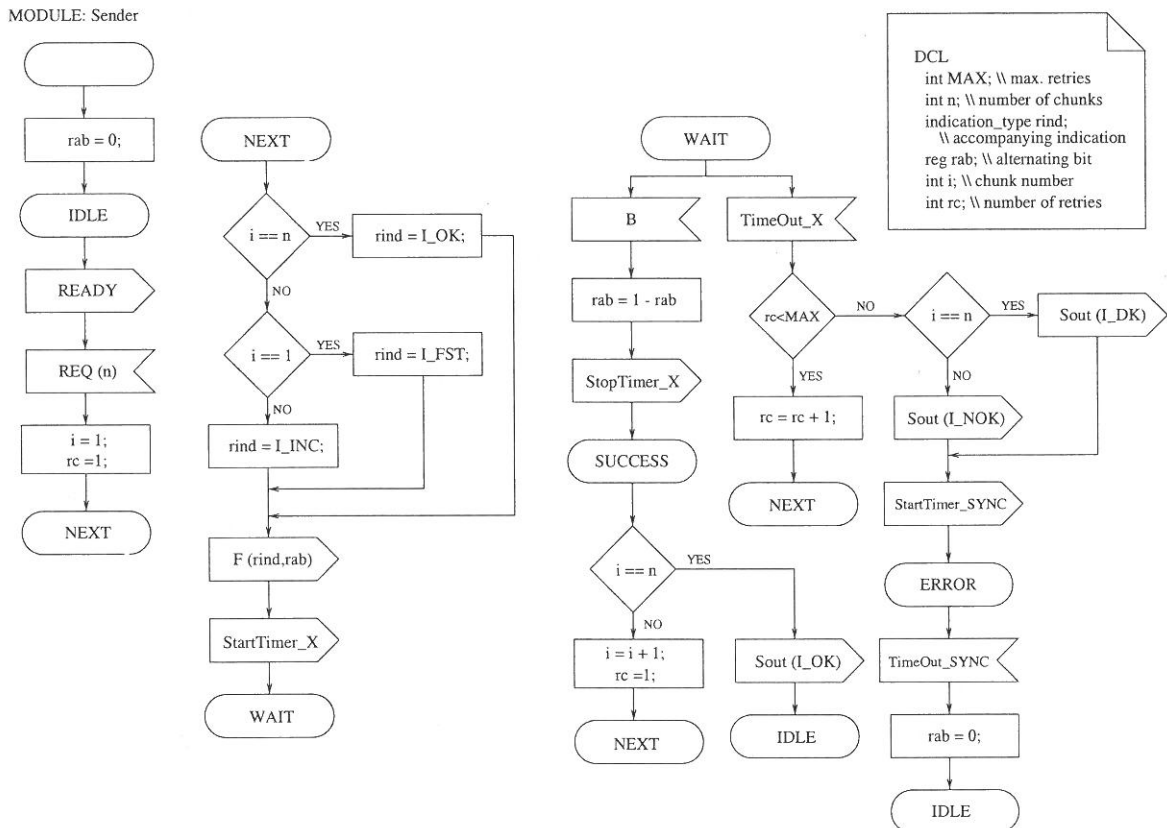 MODULE: Sender
rab = 0;
IDLE
READY
REQ (n)
i = 1;
rc =1;
NEXT
NEXT
i == n
YES
rind = I_OK;
NO
i == 1
YES
rind = I_FST;
NO
rind = I_INC;
F (rind,rab)
StartTimer_X
WAIT
WAIT
B
rab = 1 - rab
StopTimer_X
SUCCESS
i == n
YES
NO
i = i + 1;
rc =1;
NEXT
Sout (I_OK)
IDLE
TimeOut_X
rc<MAX
NO
YES
rc = rc + 1;
NEXT
i == n
YES
Sout (I_DK)
NO
Sout (I_NOK)
StartTimer_SYNC
ERROR
TimeOut_SYNC
rab = 0;
IDLE
DCL
int MAX; \\ max. retries
int n; \\ number of chunks
indication_type rind;
\\ accompanying indication
reg rab; \\ alternating bit
int i; \\ chunk number
int rc; \\ number of retries